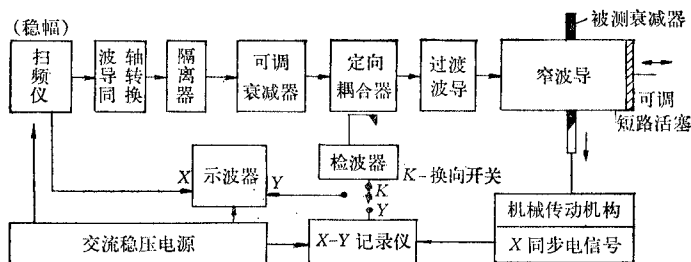 (稳幅)
扫频仪
波导同轴转换
隔离器
可调
衰减器
定向
耦合器
过渡
波导
窄波导
被测衰减器
可调
短路活塞
检波器
K-换向开关
示波器
X
Y
K
Y
机械传动机构
X同步电信号
交流稳压电源
X-Y记录仪